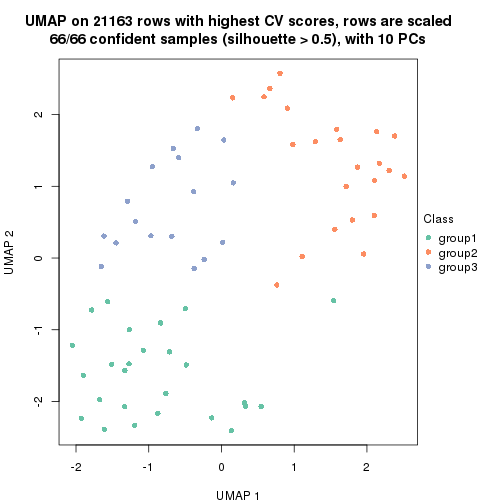 UMAP on 21163 rows with highest CV scores, rows are scaled
66/66 confident samples (silhouette > 0.5), with 10 PCs
2
1
0
-1
-2
UMAP 2
-2
-1
0
1
2
UMAP 1
Class
group1
group2
group3